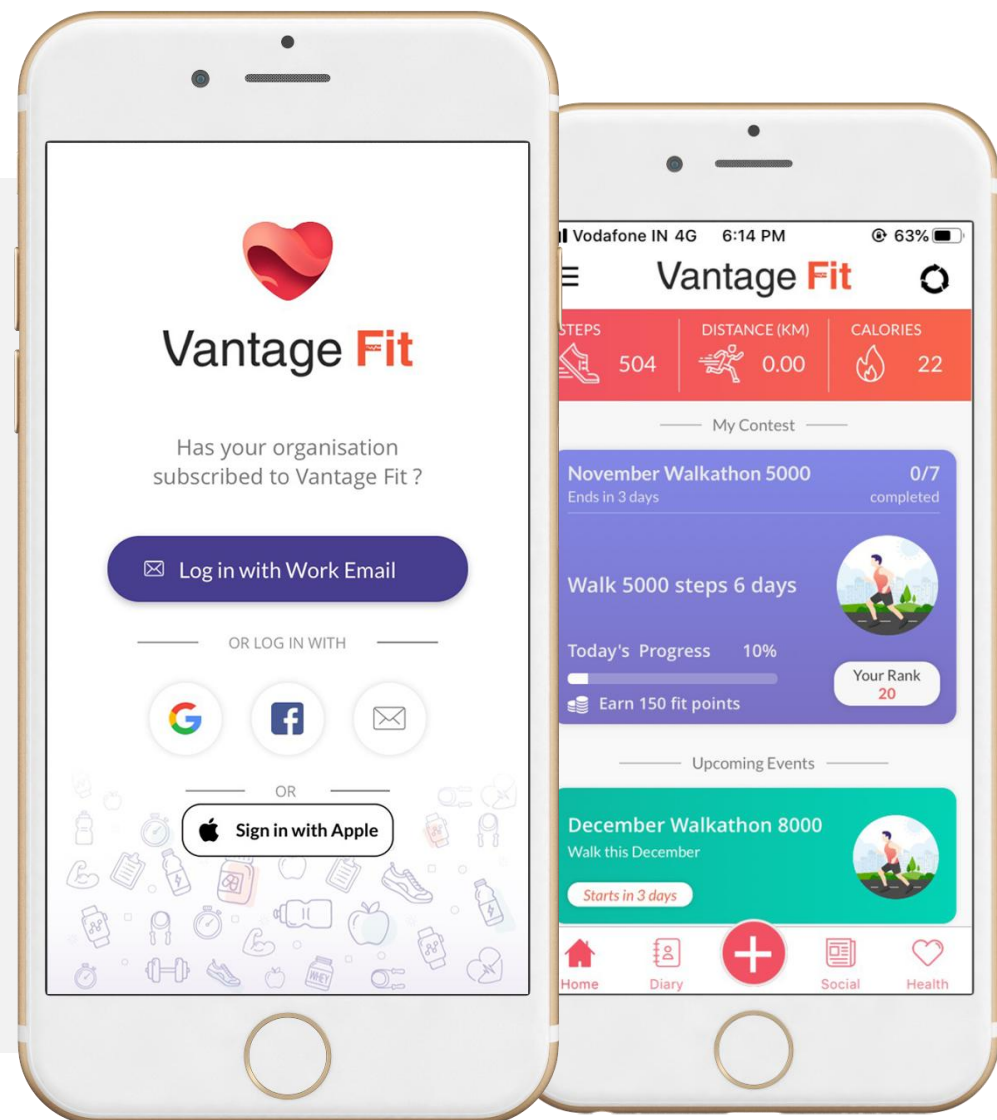 Vantage Fit
Has your organisation
subscribed to Vantage Fit ?
Log in with Work Email
OR LOG IN WITH
G
f
OR
Sign in with Apple
WHEY
Vodafone IN 4G 6:14 PM 63%
Vantage Fit
STEPS DISTANCE (KM) CALORIES
504 0.00 22
My Contest
November Walkathon 5000 0/7
Ends in 3 days completed
Walk 5000 steps 6 days
Today's Progress 10%
Your Rank
20
Earn 150 fit points
Upcoming Events
December Walkathon 8000
Walk this December
Starts in 3 days
Home Diary Social Health